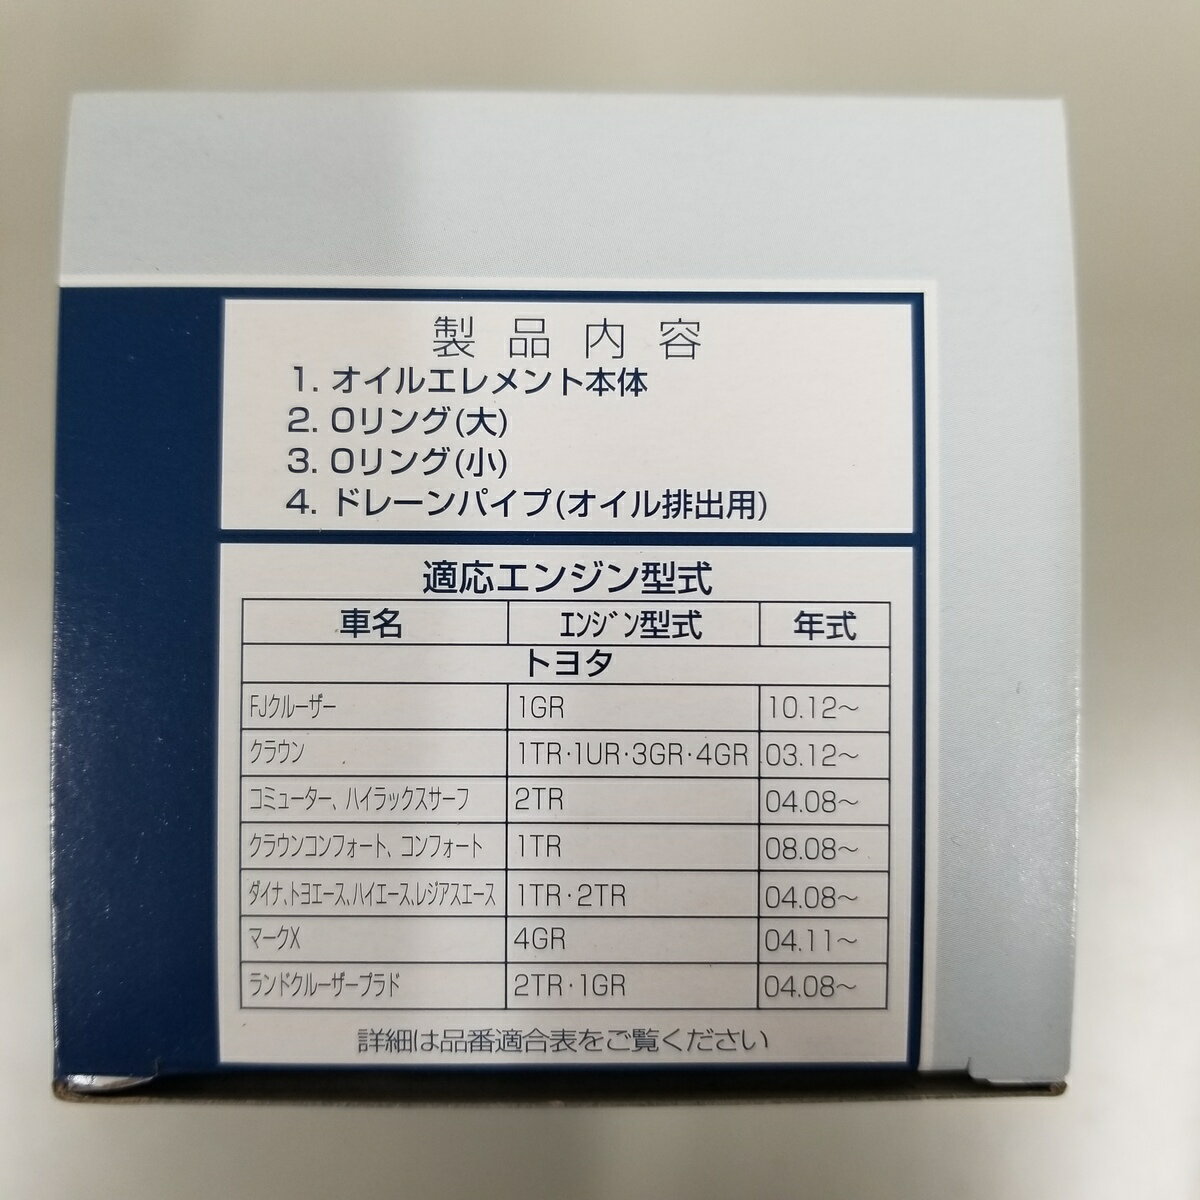 製品内容
1. オイルエレメント本体
2. Oリング(大)
3. Oリング(小)
4. ドレーンパイプ(オイル排出用)
適応エンジン型式
車名 ｴﾝｼﾞﾝ型式 年式
トヨタ
FJクルーザー 1GR 10.12～
クラウン 1TR・1UR・3GR・4GR 03.12～
コミューター、ハイラックスサーフ 2TR 04.08～
クラウンコンフォート、コンフォート 1TR 08.08～
ダイナ、トヨエース、ハイエース、レジアスエース 1TR・2TR 04.08～
マークX 4GR 04.11～
ランドクルーザープラド 2TR・1GR 04.08～
詳細は品番適合表をご覧ください